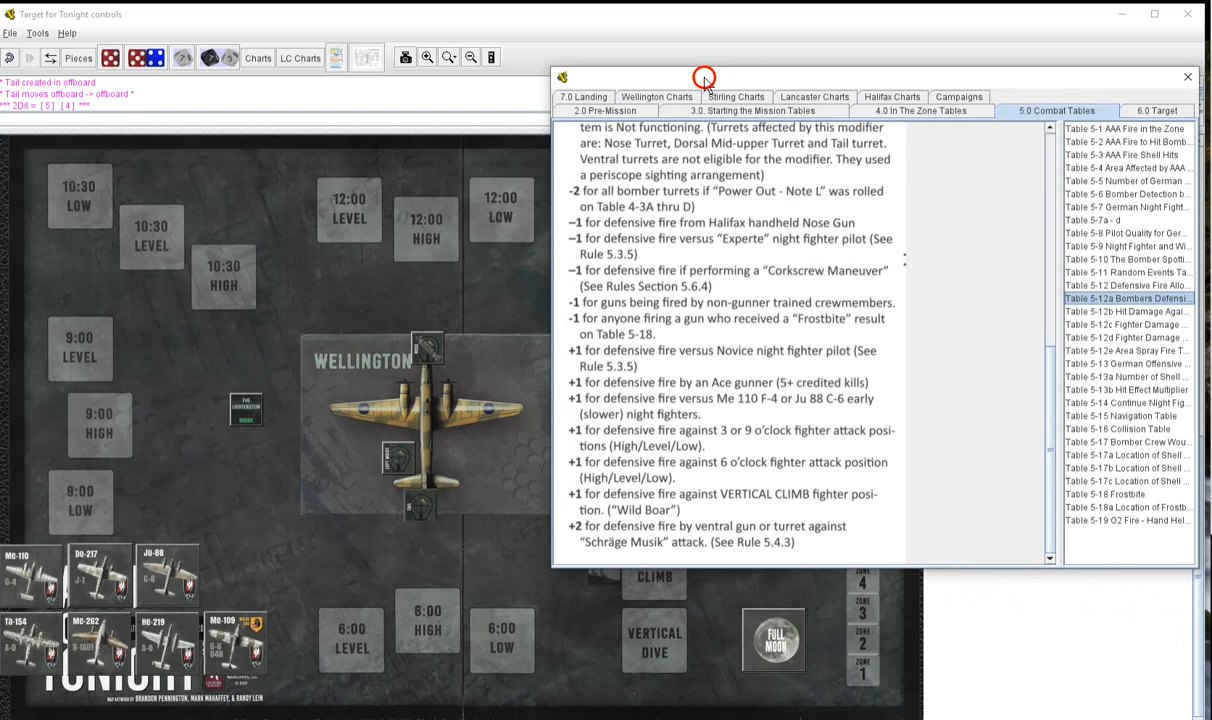 Target for Tonight controls
File Tools Help
Pieces
Charts
LC Charts
* Tail created in offboard
* Tail moves offboard -> offboard *
*** 2D6 = [5] [4] ***
7.0 Landing
Wellington Charts
Stirling Charts
Lancaster Charts
Halifax Charts
Campaigns
2.0 Pre-Mission
3.0. Starting the Mission Tables
4.0 In The Zone Tables
5.0 Combat Tables
6.0 Target
tem is Not functioning. (Turrets affected by this modifier
are: Nose Turret, Dorsal Mid-upper Turret and Tail turret.
Ventral turrets are not eligible for the modifier. They used
a periscope sighting arrangement)
-2 for all bomber turrets if “Power Out - Note L” was rolled
on Table 4-3A thru D)
–1 for defensive fire from Halifax handheld Nose Gun
–1 for defensive fire versus “Experte” night fighter pilot (See
Rule 5.3.5)
–1 for defensive fire if performing a “Corkscrew Maneuver”
(See Rules Section 5.6.4)
-1 for guns being fired by non-gunner trained crewmembers.
-1 for anyone firing a gun who received a “Frostbite” result
on Table 5-18.
+1 for defensive fire versus Novice night fighter pilot (See
Rule 5.3.5)
+1 for defensive fire by an Ace gunner (5+ credited kills)
+1 for defensive fire versus Me 110 F-4 or Ju 88 C-6 early
(slower) night fighters.
+1 for defensive fire against 3 or 9 o’clock fighter attack posi-
tions (High/Level/Low).
+1 for defensive fire against 6 o’clock fighter attack position
(High/Level/Low).
+1 for defensive fire against VERTICAL CLIMB fighter posi-
tion. (“Wild Boar”)
+2 for defensive fire by ventral gun or turret against
“Schräge Musik” attack. (See Rule 5.4.3)
Table 5-1 AAA Fire in the Zone
Table 5-2 AAA Fire to Hit Bomb...
Table 5-3 AAA Fire Shell Hits
Table 5-4 Area Affected by AAA ...
Table 5-5 Number of German ...
Table 5-6 Bomber Detection b...
Table 5-7 German Night Fight...
Table 5-7a - d
Table 5-8 Pilot Quality for Ger...
Table 5-9 Night Fighter and Wi...
Table 5-10 The Bomber Spotti...
Table 5-11 Random Events Ta...
Table 5-12 Defensive Fire Allo...
Table 5-12a Bombers Defensi...
Table 5-12b Hit Damage Agai...
Table 5-12c Fighter Damage ...
Table 5-12d Fighter Damage ...
Table 5-12e Area Spray Fire T...
Table 5-13 German Offensive ...
Table 5-13a Number of Shell ...
Table 5-13b Hit Effect Multiplier
Table 5-14 Continue Night Fig...
Table 5-15 Navigation Table
Table 5-16 Collision Table
Table 5-17 Bomber Crew Wou...
Table 5-17a Location of Shell ...
Table 5-17b Location of Shell ...
Table 5-17c Location of Shell ...
Table 5-18 Frostbite
Table 5-18a Location of Frostb...
Table 5-19 O2 Fire - Hand Hel...
10:30
LOW
10:30
LEVEL
10:30
HIGH
12:00
LEVEL
12:00
HIGH
12:00
LOW
9:00
LEVEL
9:00
HIGH
9:00
LOW
WELLINGTON
FuG
LICHTENSTEIN
RADAR
Me-110
G-4
Do-217
J-1
Ju-88
C-6
Ta-154
A-0
Me-262
B-1AU1
He-219
A-0
Me-109
G-6
U4N
6:00
LEVEL
6:00
HIGH
6:00
LOW
CLIMB
VERTICAL
DIVE
FULL
MOON
ZONE
4
ZONE
3
ZONE
2
ZONE
1
TONIGHT
MAP ARTWORK BY BRANDON PENNINGTON, MARK MAHAFFEY, & RANDY LEIN